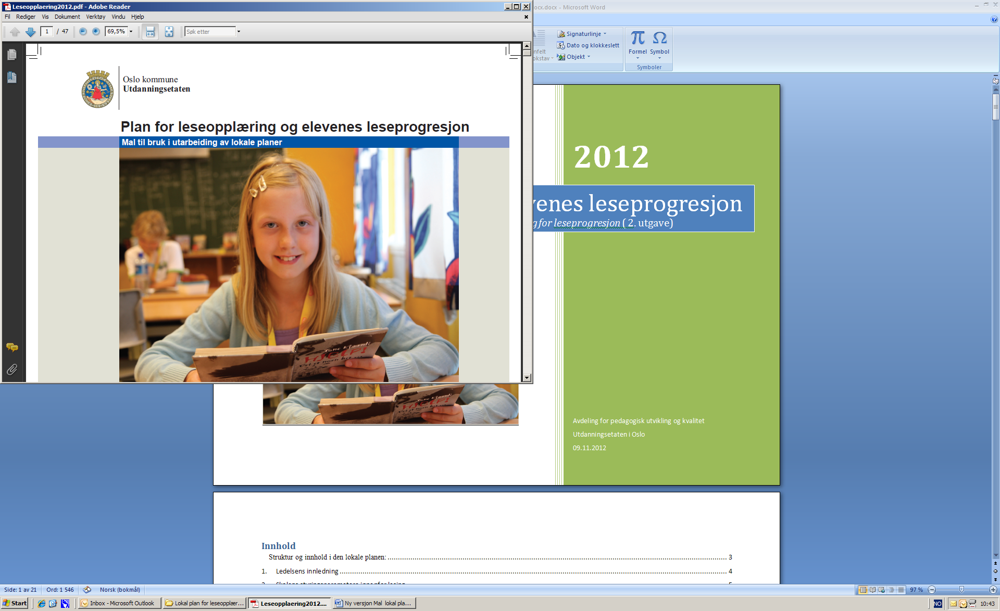 Leseopplaering2012.pdf - Adobe Reader
Fil Rediger Vis Dokument Verktøy Vindu Hjelp
1 / 47 69,5% Søk etter
Oslo kommune
Utdanningsetaten
Plan for leseopplæring og elevenes leseprogresjon
Mal til bruk i utarbeiding av lokale planer
Tone Kjærnli
HJELP!
ocx.docx - Microsoft Word
Signaturlinje
Dato og klokkeslett
Objekt
nfelt
okstav
Formel Symbol
Symboler
2012
venes leseprogresjon
g for leseprogresjon ( 2. utgave)
Tone Kjærnli
HJELP!
Avdeling for pedagogisk utvikling og kvalitet
Utdanningsetaten i Oslo
09.11.2012
Innhold
Struktur og innhold i den lokale planen: 3
1. Ledelsens innledning 4
Side: 1 av 21 Ord: 1 546 Norsk (bokmål) 97 %
Start Inbox - Microsoft Outlook Lokal plan for leseopplær... Leseopplaering2012.... Ny versjon Mal lokal pla... NO 10:43